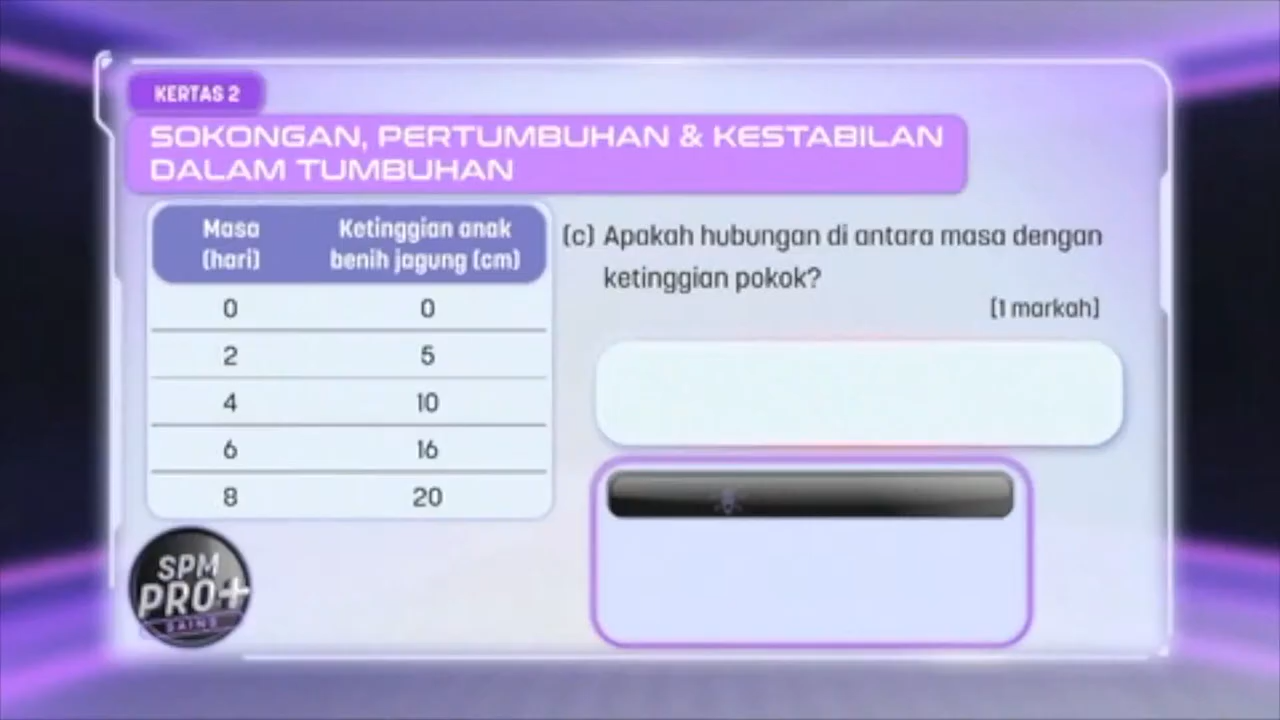 KERTAS 2
SOKONGAN, PERTUMBUHAN & KESTABILAN
DALAM TUMBUHAN
Masa
(hari)
Ketinggian anak
benih jagung (cm)
0 0
2 5
4 10
6 16
8 20
(c) Apakah hubungan di antara masa dengan
ketinggian pokok?
(1 markah)
SPM
PRO+
SAINS